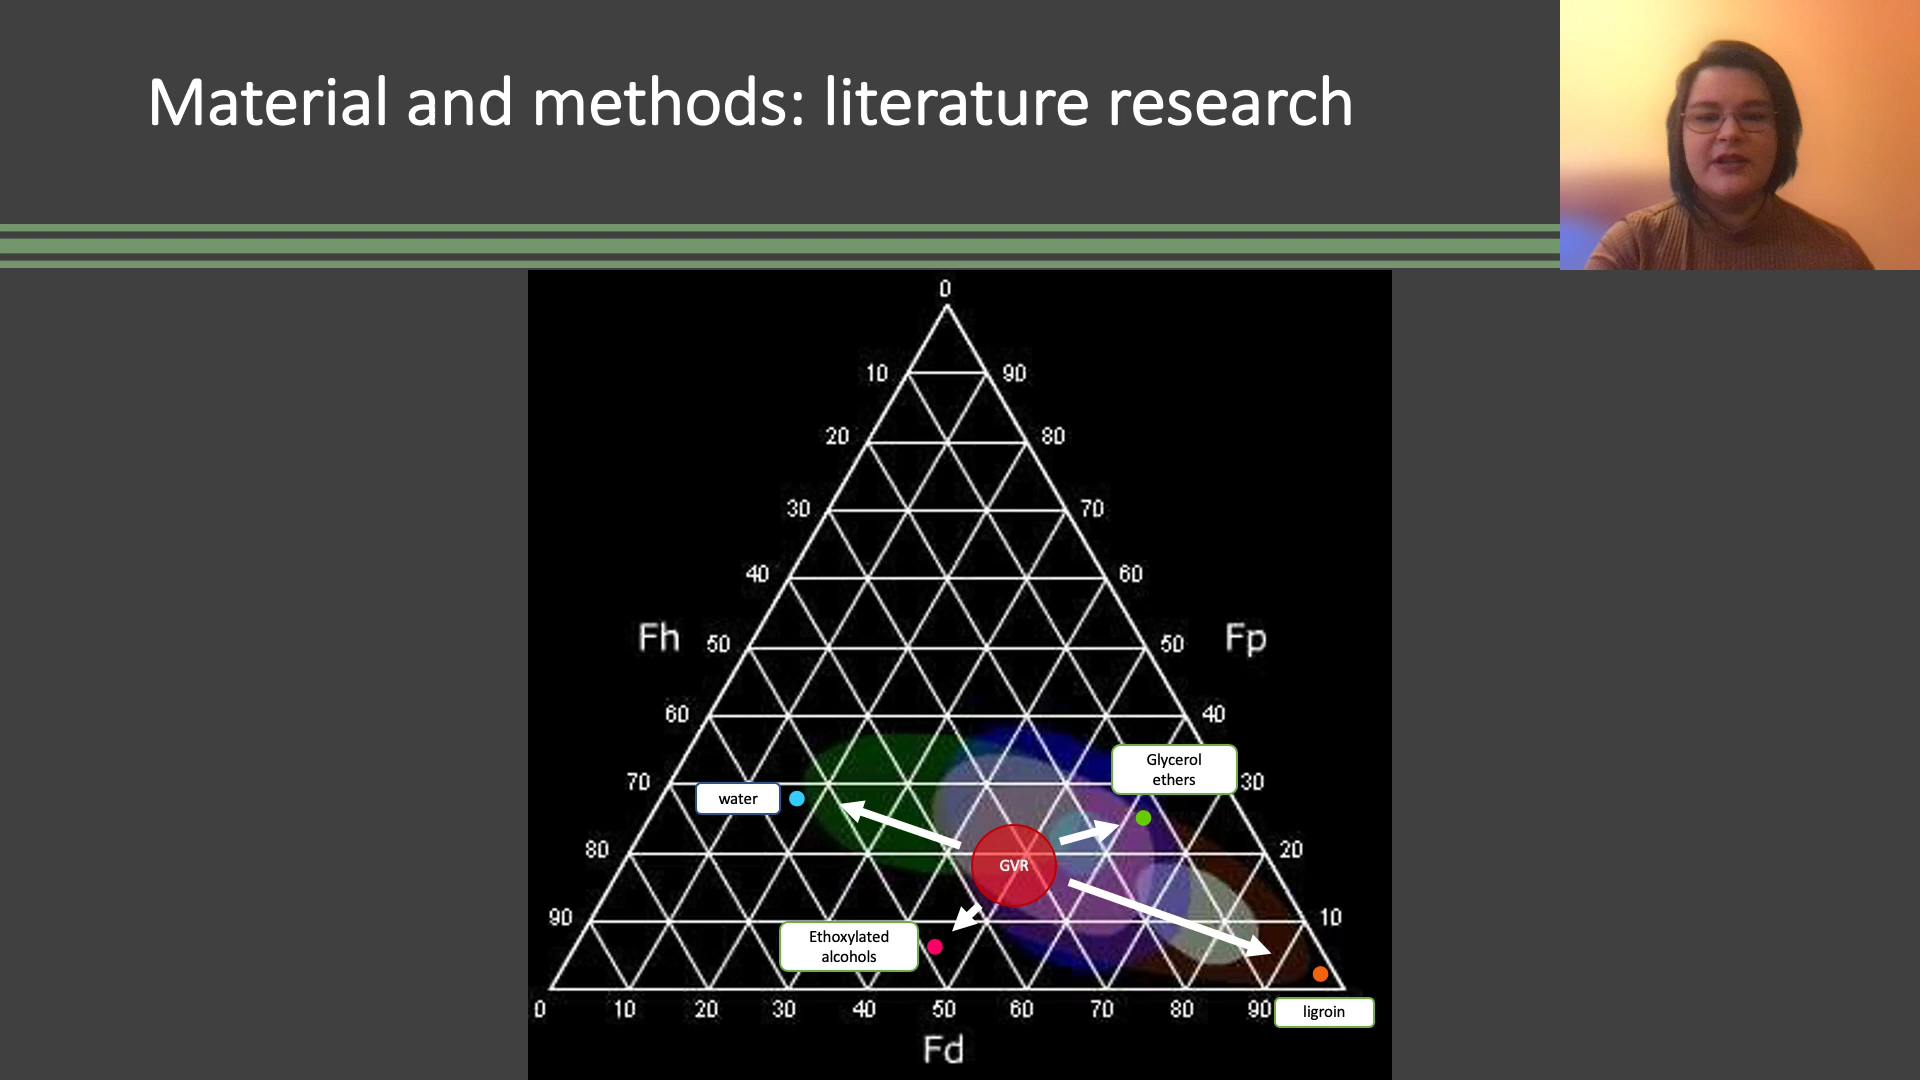 Material and methods: literature research
0
10 90
20 80
30 70
40 60
Fh 50 50 Fp
60 40
Glycerol
ethers
70 30
water
80 20
GVR
90 10
Ethoxylated
alcohols
0 10 20 30 40 50 60 70 80 90
ligroin
Fd